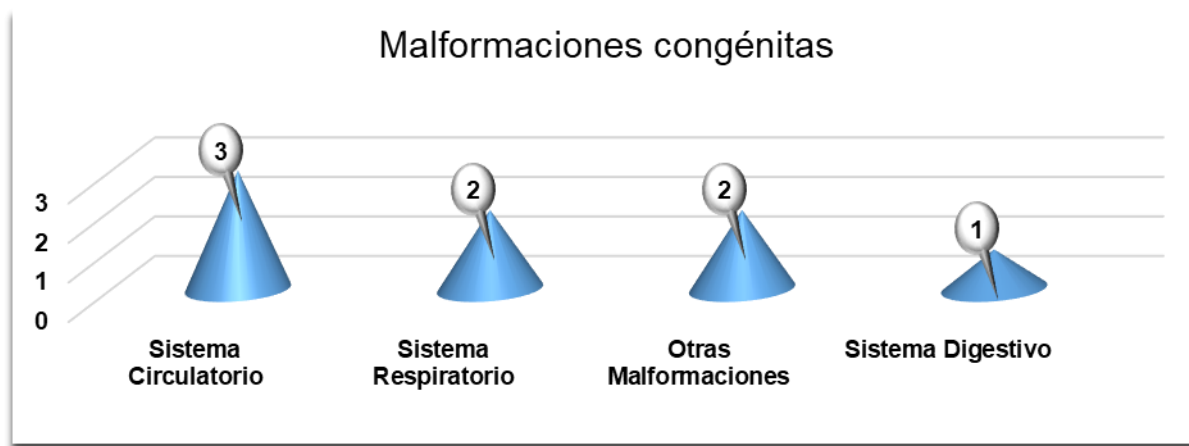 Malformaciones congénitas
3
2
2
1
3
2
1
0
Sistema
Circulatorio
Sistema
Respiratorio
Otras
Malformaciones
Sistema Digestivo